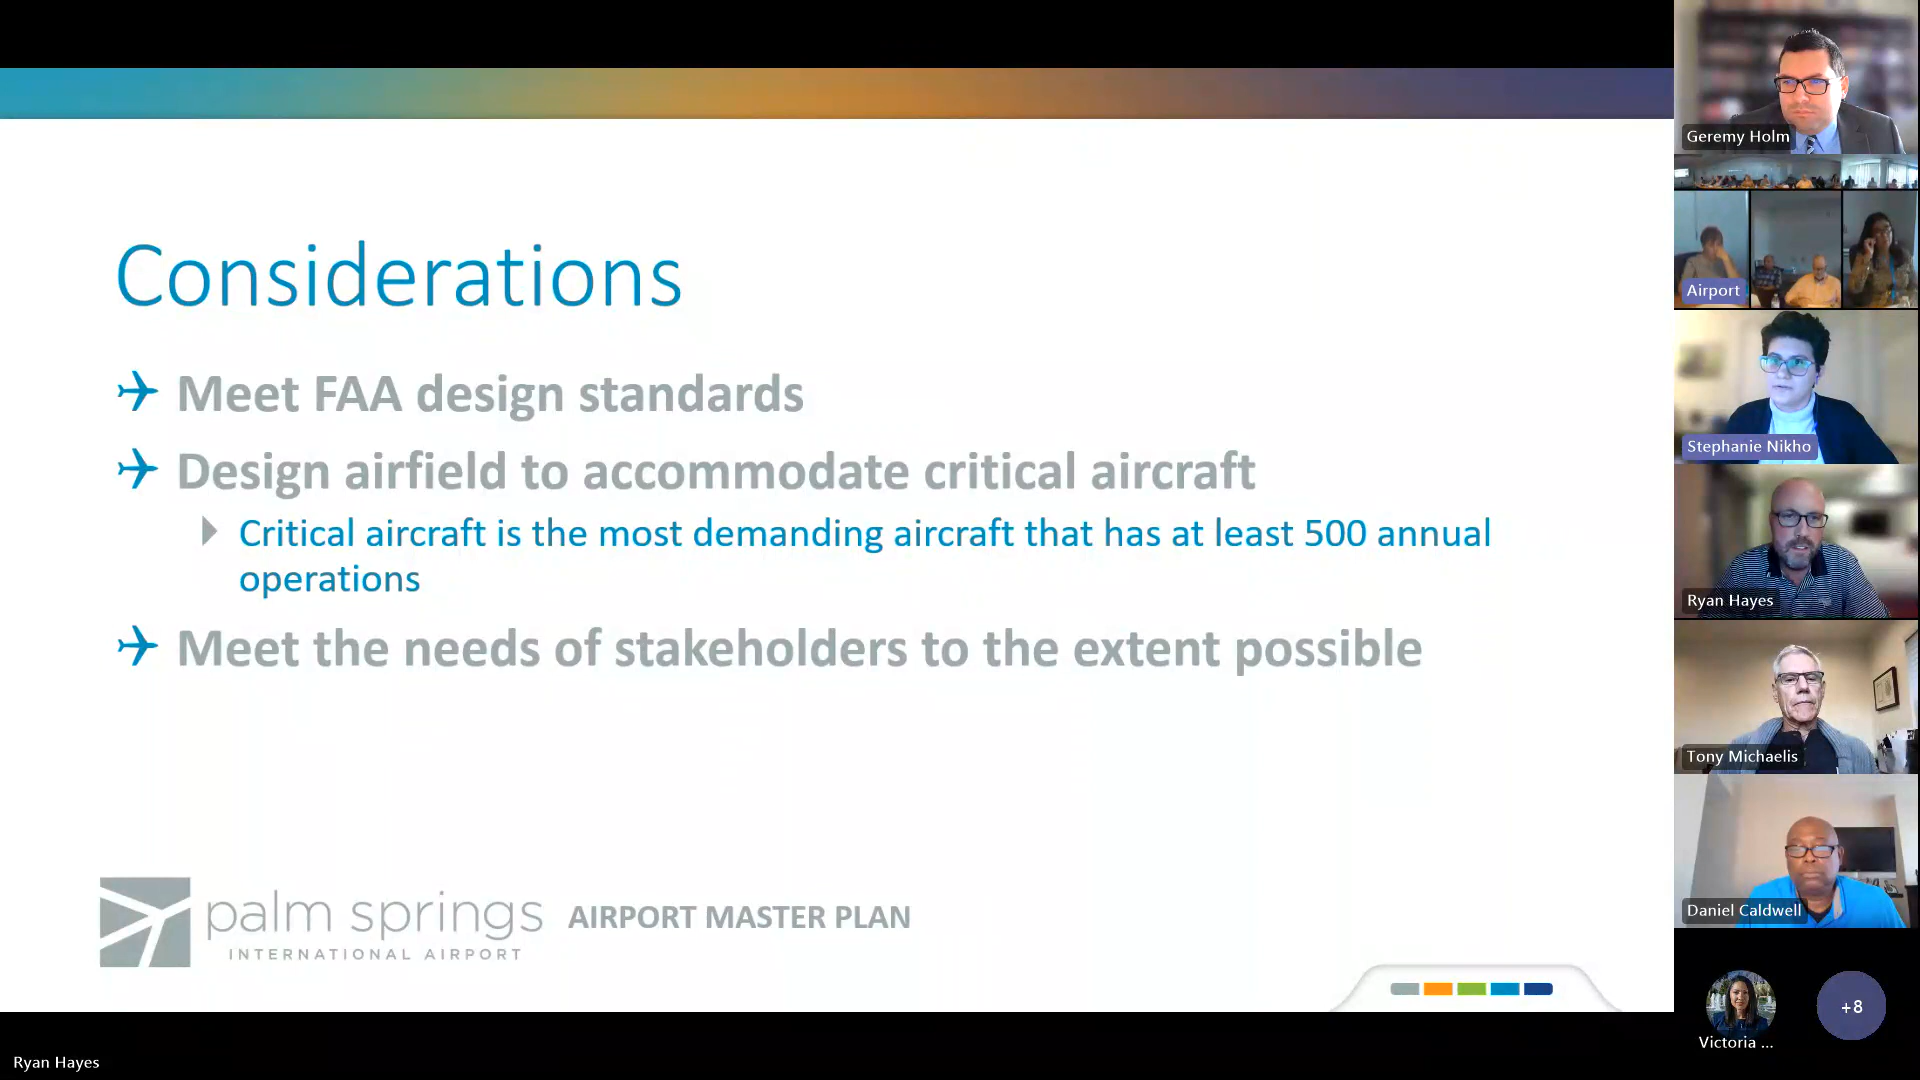 Considerations
Meet FAA design standards
Design airfield to accommodate critical aircraft
Critical aircraft is the most demanding aircraft that has at least 500 annual
operations
Meet the needs of stakeholders to the extent possible
palm springs
INTERNATIONAL AIRPORT
AIRPORT MASTER PLAN
Ryan Hayes
Geremy Holm
Airport
Stephanie Nikho
Ryan Hayes
Tony Michaelis
Daniel Caldwell
Victoria ...
+8